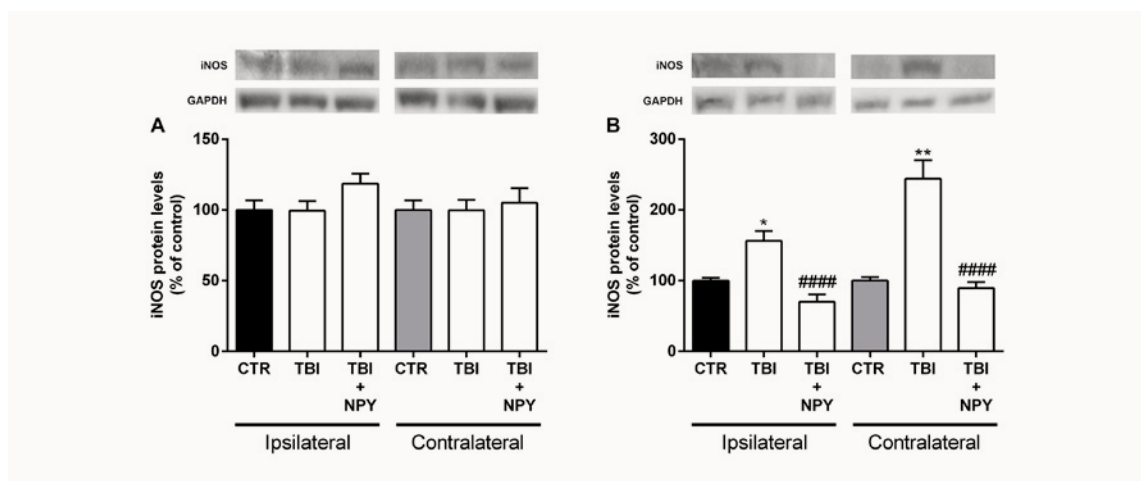 iNOS
GAPDH
A
iNOS protein levels
(% of control)
150
100
50
0
CTR
TBI
TBI
+
NPY
CTR
TBI
TBI
+
NPY
Ipsilateral
Contralateral
iNOS
GAPDH
B
iNOS protein levels
(% of control)
300
200
100
0
*
####
**
####
CTR
TBI
TBI
+
NPY
CTR
TBI
TBI
+
NPY
Ipsilateral
Contralateral